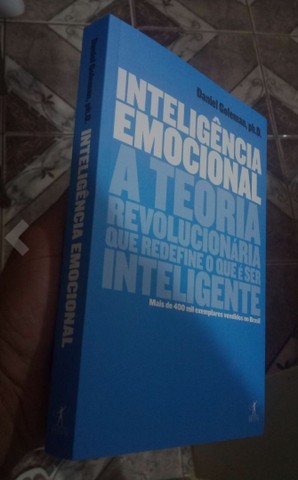 Daniel Goleman, ph.D.
INTELIGÊNCIA
EMOCIONAL
A TEORIA
REVOLUCIONÁRIA
QUE REDEFINE O QUE É SER
INTELIGENTE
Mais de 400 mil exemplares vendidos no Brasil
Daniel Goleman, ph.D.
INTELIGÊNCIA EMOCIONAL